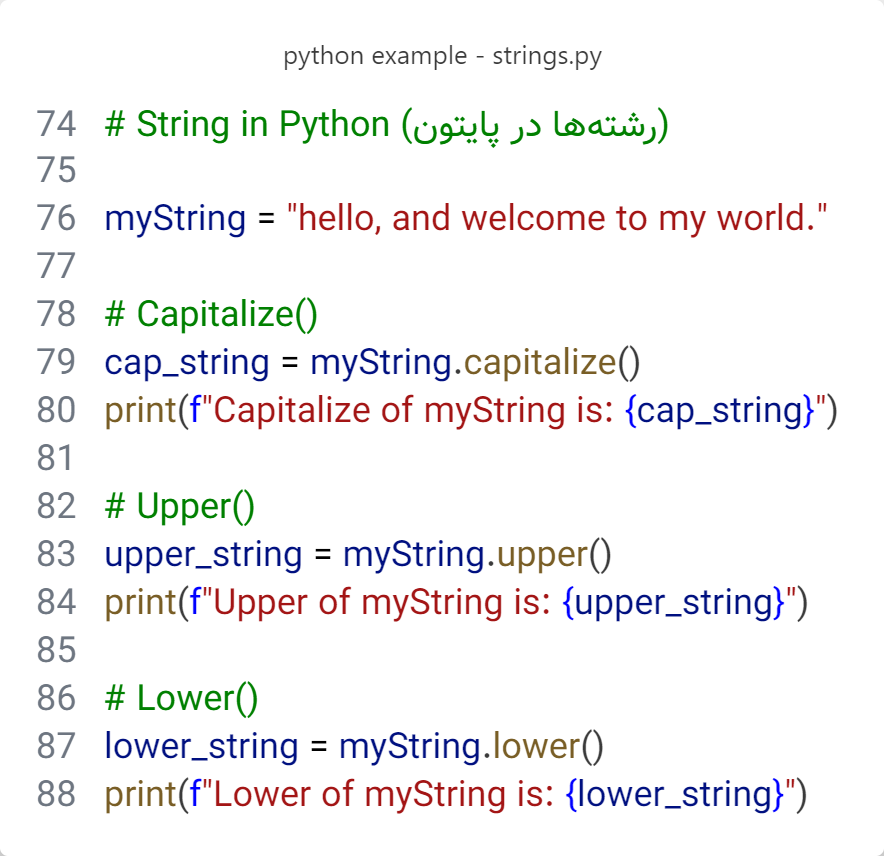 python example - strings.py
74 # String in Python (رشته‌ها در پایتون)
75
76 myString = "hello, and welcome to my world."
77
78 # Capitalize()
79 cap_string = myString.capitalize()
80 print(f"Capitalize of myString is: {cap_string}")
81
82 # Upper()
83 upper_string = myString.upper()
84 print(f"Upper of myString is: {upper_string}")
85
86 # Lower()
87 lower_string = myString.lower()
88 print(f"Lower of myString is: {lower_string}")